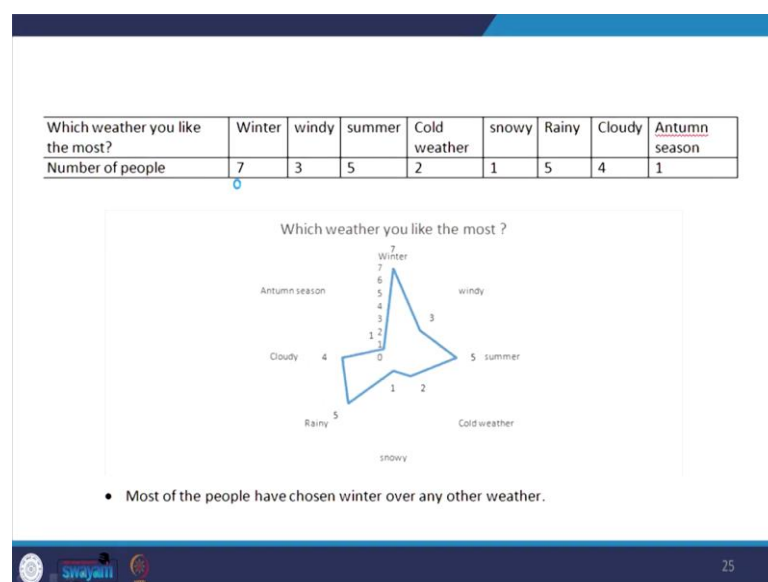 Which weather you like the most? Winter windy summer Cold weather snowy Rainy Cloudy Antumn season
Number of people 7 3 5 2 1 5 4 1
Which weather you like the most ?
7
Winter
7
6
5
4
3
2
1
0
windy
3
5 summer
2
Cold weather
1
snowy
5
Rainy
Cloudy 4
1
Antumn season
• Most of the people have chosen winter over any other weather.
swayam
25